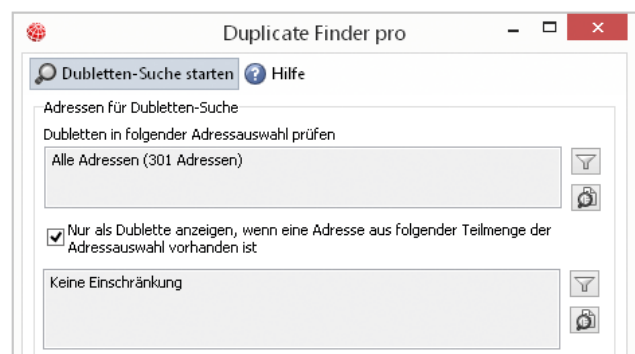 Duplicate Finder pro
Dubletten-Suche starten Hilfe
Adressen für Dubletten-Suche
Dubletten in folgender Adressauswahl prüfen
Alle Adressen (301 Adressen)
Nur als Dublette anzeigen, wenn eine Adresse aus folgender Teilmenge der
Adressauswahl vorhanden ist
Keine Einschränkung